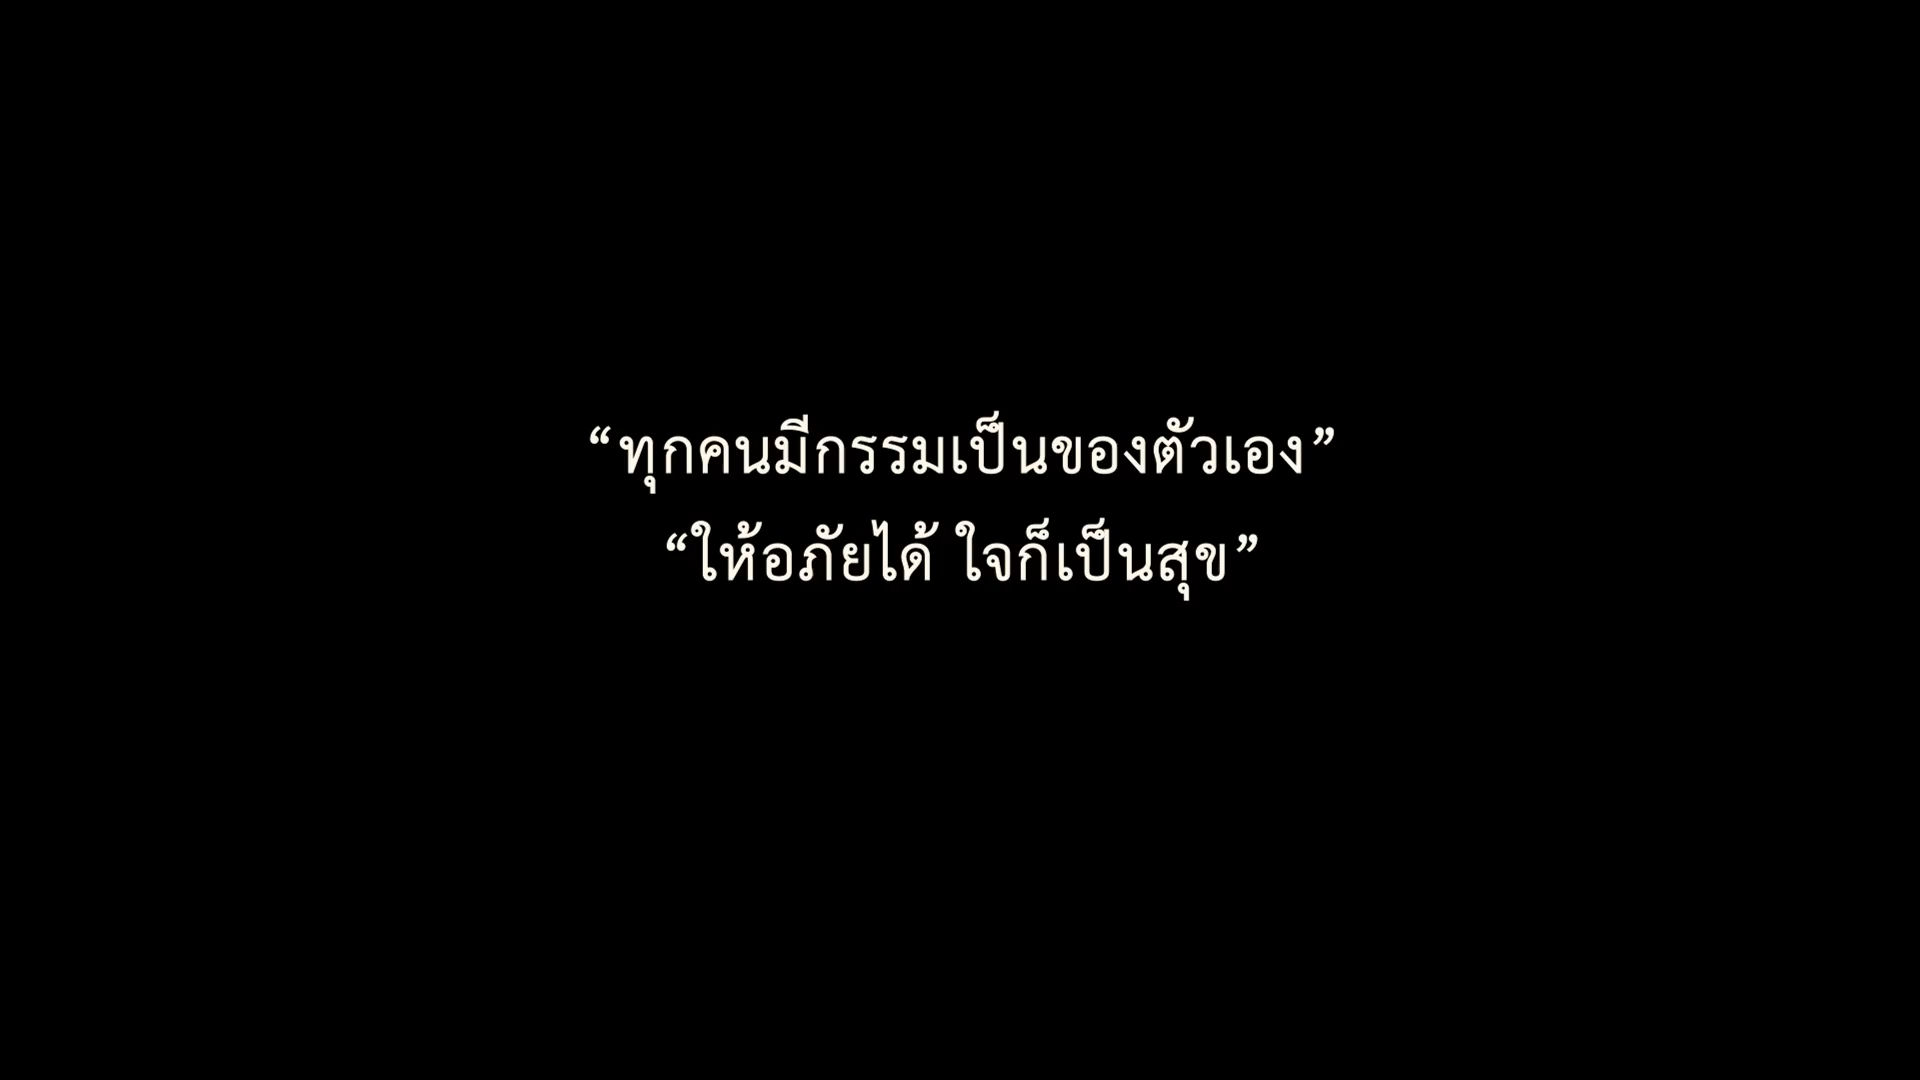 “ทุกคนมีกรรมเป็นของตัวเอง”
“ให้อภัยได้ ใจก็เป็นสุข”